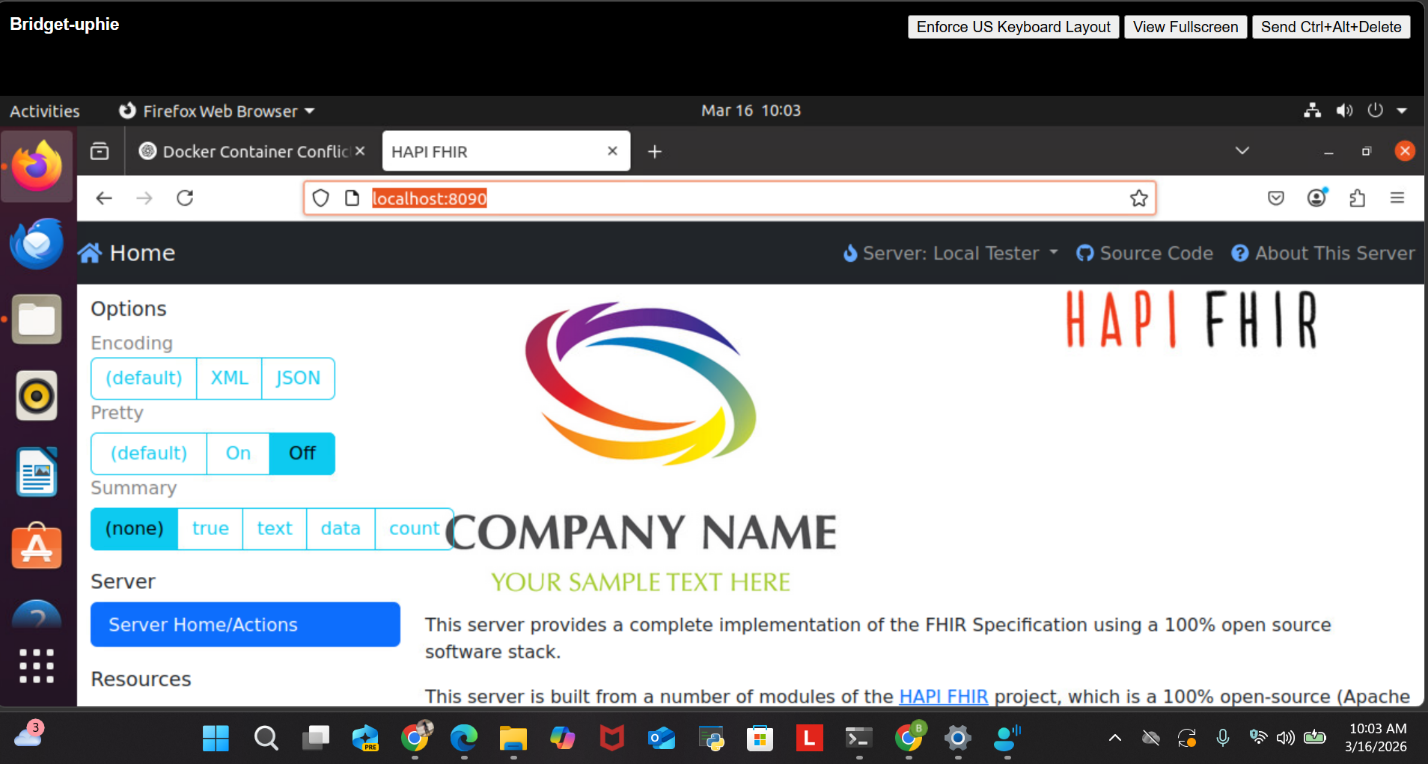 Bridget-uphie
Enforce US Keyboard Layout View Fullscreen Send Ctrl+Alt+Delete
Activities Firefox Web Browser Mar 16 10:03
Docker Container Conflic HAPI FHIR
localhost:8090
Home Server: Local Tester Source Code About This Server
Options
Encoding
(default) XML JSON
Pretty
(default) On Off
Summary
(none) true text data count
Server
Server Home/Actions
Resources
HAPI FHIR
COMPANY NAME
YOUR SAMPLE TEXT HERE
This server provides a complete implementation of the FHIR Specification using a 100% open source
software stack.
This server is built from a number of modules of the HAPI FHIR project, which is a 100% open-source (Apache
3
PRE
L
B
10:03 AM
3/16/2026